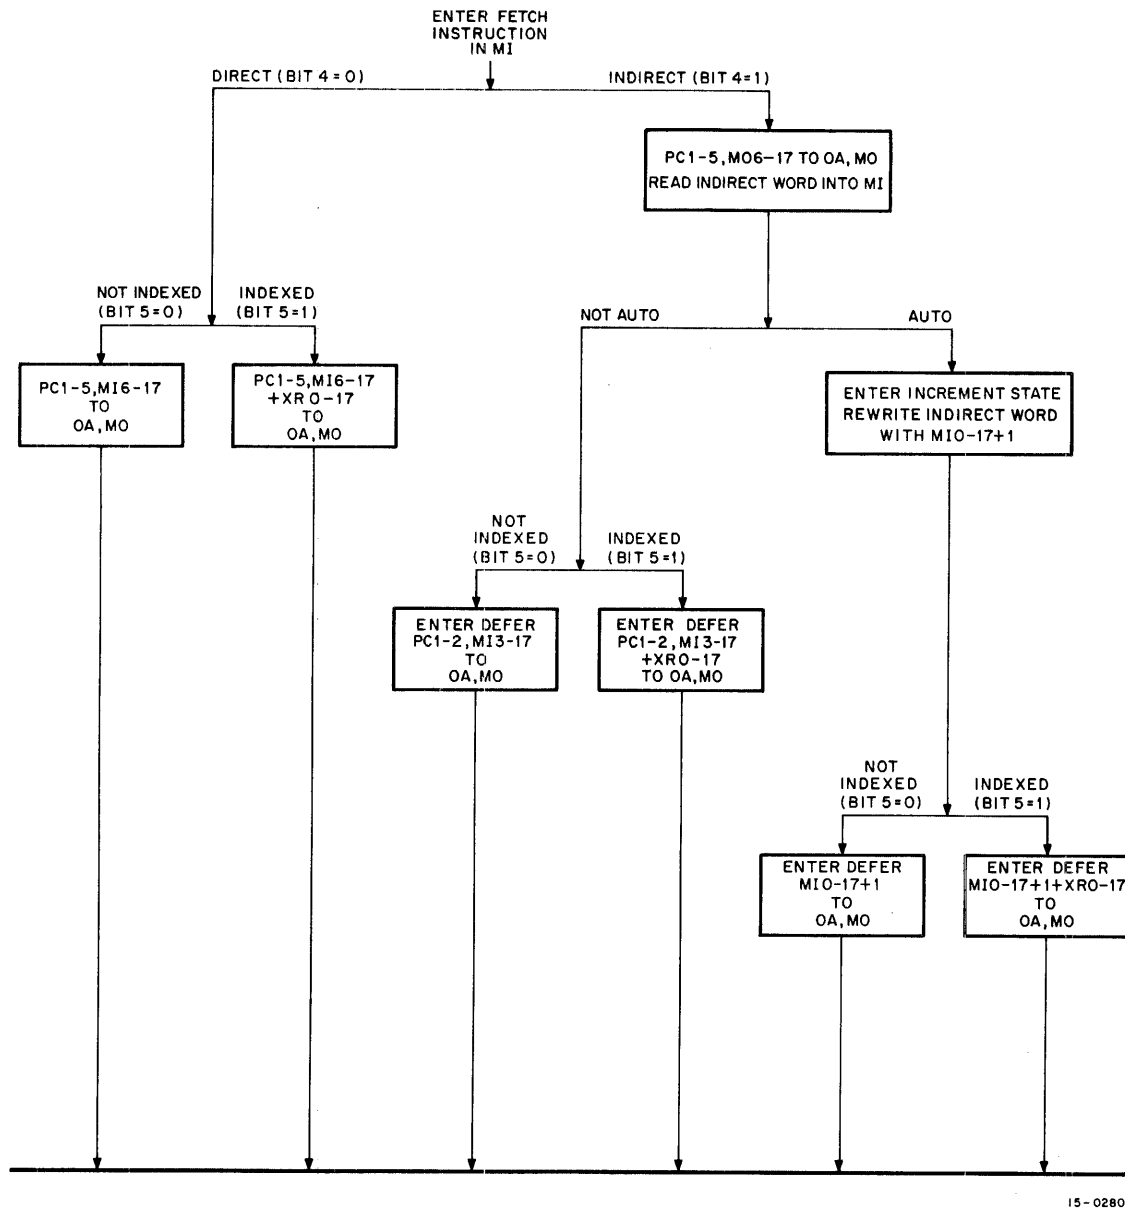 ENTER FETCH
INSTRUCTION
IN MI
DIRECT (BIT 4=0)
INDIRECT (BIT 4=1)
PC1-5,MO6-17 TO OA, MO
READ INDIRECT WORD INTO MI
NOT INDEXED
(BIT 5=0)
INDEXED
(BIT 5=1)
NOT AUTO
AUTO
PC1-5,MI6-17
TO
OA,MO
PC1-5,MI6-17
+XR0-17
TO
OA,MO
ENTER INCREMENT STATE
REWRITE INDIRECT WORD
WITH MI0-17+1
NOT
INDEXED
(BIT 5=0)
INDEXED
(BIT 5=1)
ENTER DEFER
PC1-2,MI3-17
TO
OA,MO
ENTER DEFER
PC1-2,MI3-17
+XR0-17
TO OA,MO
NOT
INDEXED
(BIT 5=0)
INDEXED
(BIT 5=1)
ENTER DEFER
MI0-17+1
TO
OA,MO
ENTER DEFER
MI0-17+1+XR0-17
TO
OA,MO
15-0280